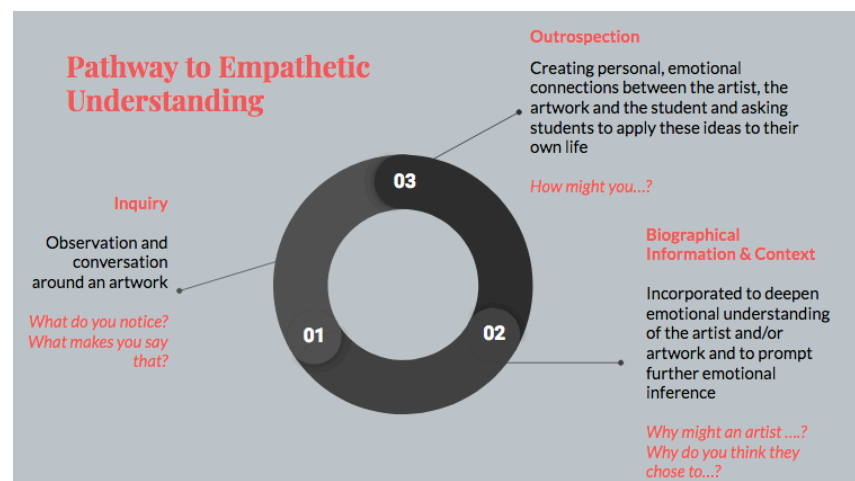 Pathway to Empathetic
Understanding
Outrospection
Creating personal, emotional
connections between the artist, the
artwork and the student and asking
students to apply these ideas to their
own life
How might you...?
03
Inquiry
Observation and
conversation
around an artwork
What do you notice?
What makes you say
that?
01
02
Biographical
Information & Context
Incorporated to deepen
emotional understanding
of the artist and/or
artwork and to prompt
further emotional
inference
Why might an artist ....?
Why do you think they
chose to...?